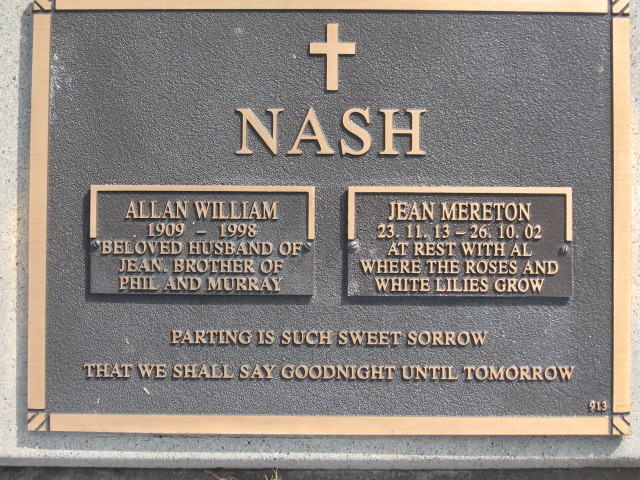 NASH
ALLAN WILLIAM
1909 - 1998
BELOVED HUSBAND OF
JEAN. BROTHER OF
PHIL AND MURRAY
JEAN MERETON
23. 11. 13 - 26. 10. 02
AT REST WITH AL
WHERE THE ROSES AND
WHITE LILIES GROW
PARTING IS SUCH SWEET SORROW
THAT WE SHALL SAY GOODNIGHT UNTIL TOMORROW
913